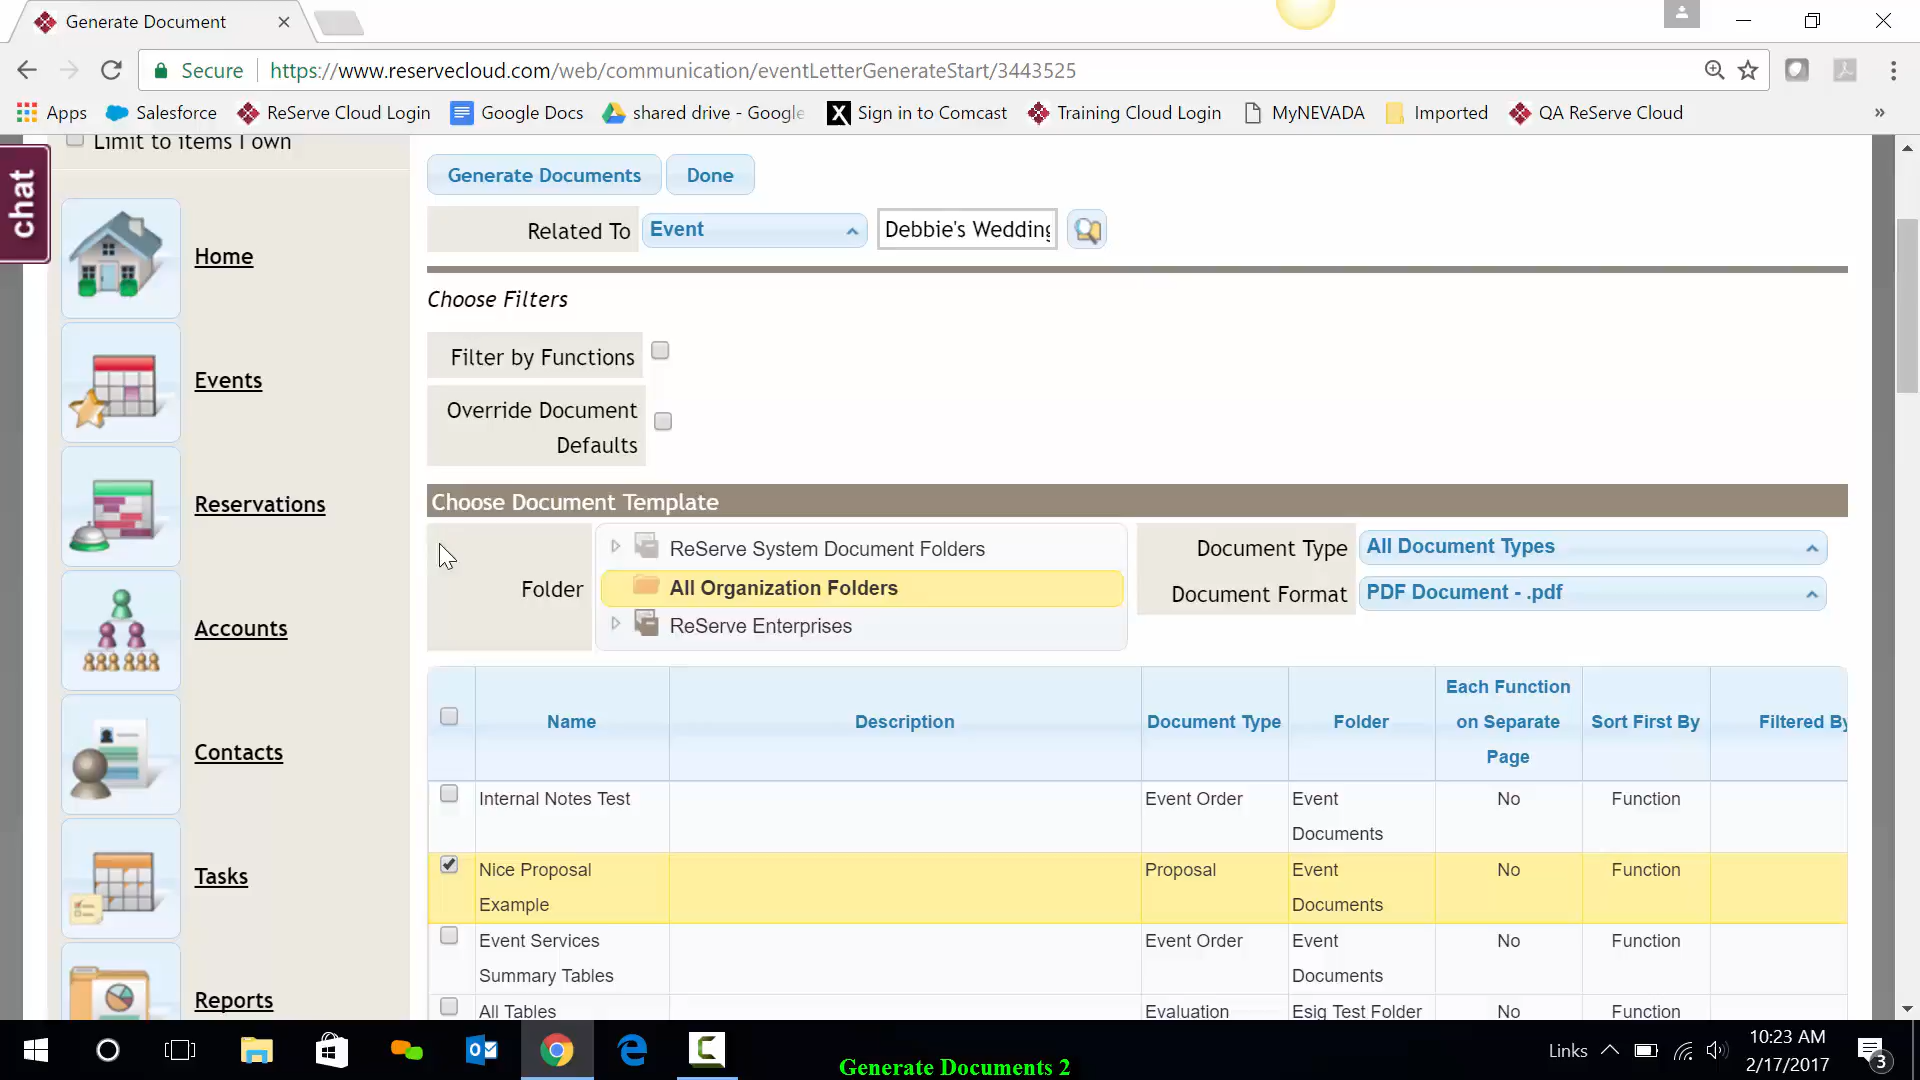 Generate Document
Secure https://www.reservecloud.com/web/communication/eventLetterGenerateStart/3443525
Apps Salesforce ReServe Cloud Login Google Docs shared drive - Google Sign in to Comcast Training Cloud Login MyNEVADA Imported QA ReServe Cloud »
Limit to items I own
chat
Home
Events
Reservations
Accounts
Contacts
Tasks
Reports
Generate Documents Done
Related To Event Debbie's Wedding
Choose Filters
Filter by Functions
Override Document
Defaults
Choose Document Template
Folder
ReServe System Document Folders
All Organization Folders
ReServe Enterprises
Document Type All Document Types
Document Format PDF Document - .pdf
Name Description Document Type Folder Each Function on Separate Page Sort First By Filtered By
Internal Notes Test Event Order Event No Function
Documents
Nice Proposal Proposal Event No Function
Example Documents
Event Services Event Order Event No Function
Summary Tables Documents
All Tables Evaluation Esig Test Folder No Function
Links 10:23 AM
2/17/2017
3
Generate Documents 2